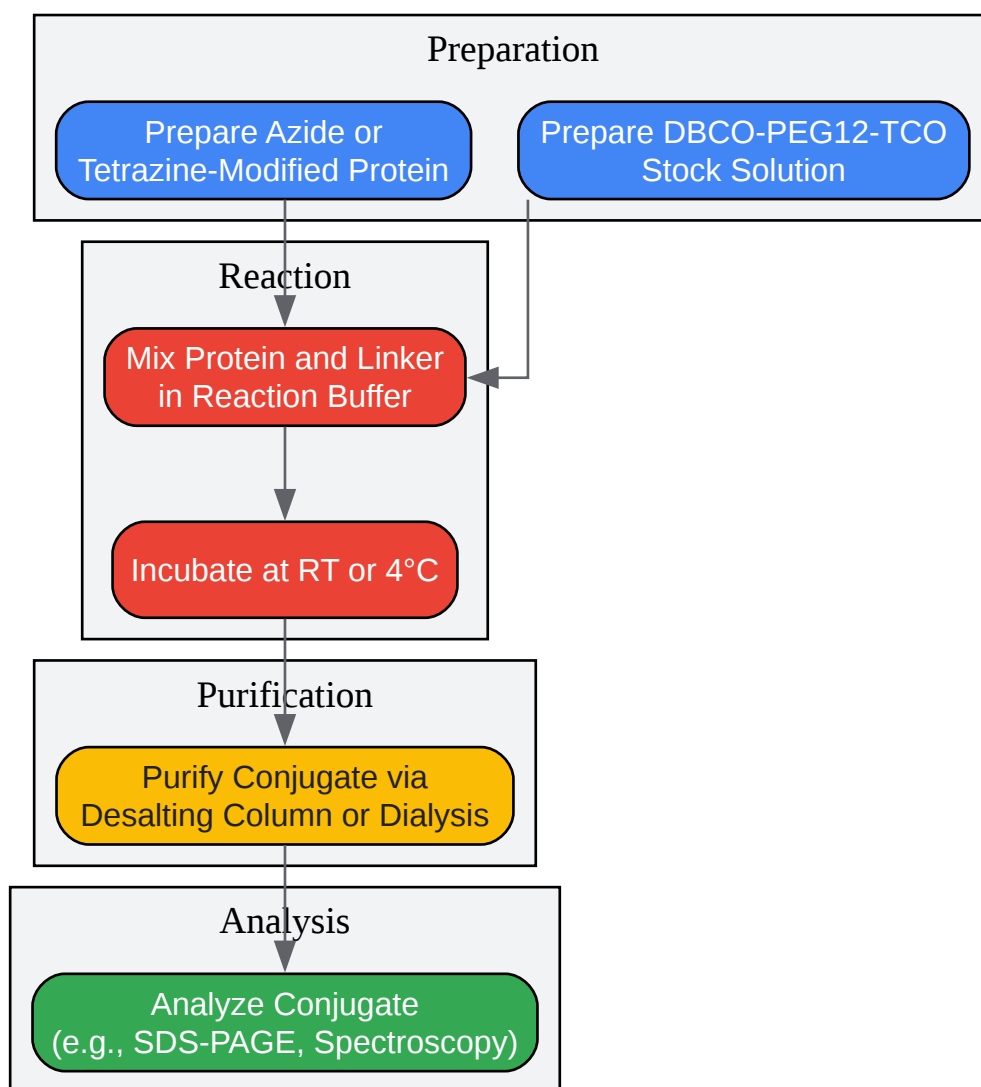 Preparation
Prepare Azide or
Tetrazine-Modified Protein
Prepare DBCO-PEG12-TCO
Stock Solution
Reaction
Mix Protein and Linker
in Reaction Buffer
Incubate at RT or 4°C
Purification
Purify Conjugate via
Desalting Column or Dialysis
Analysis
Analyze Conjugate
(e.g., SDS-PAGE, Spectroscopy)